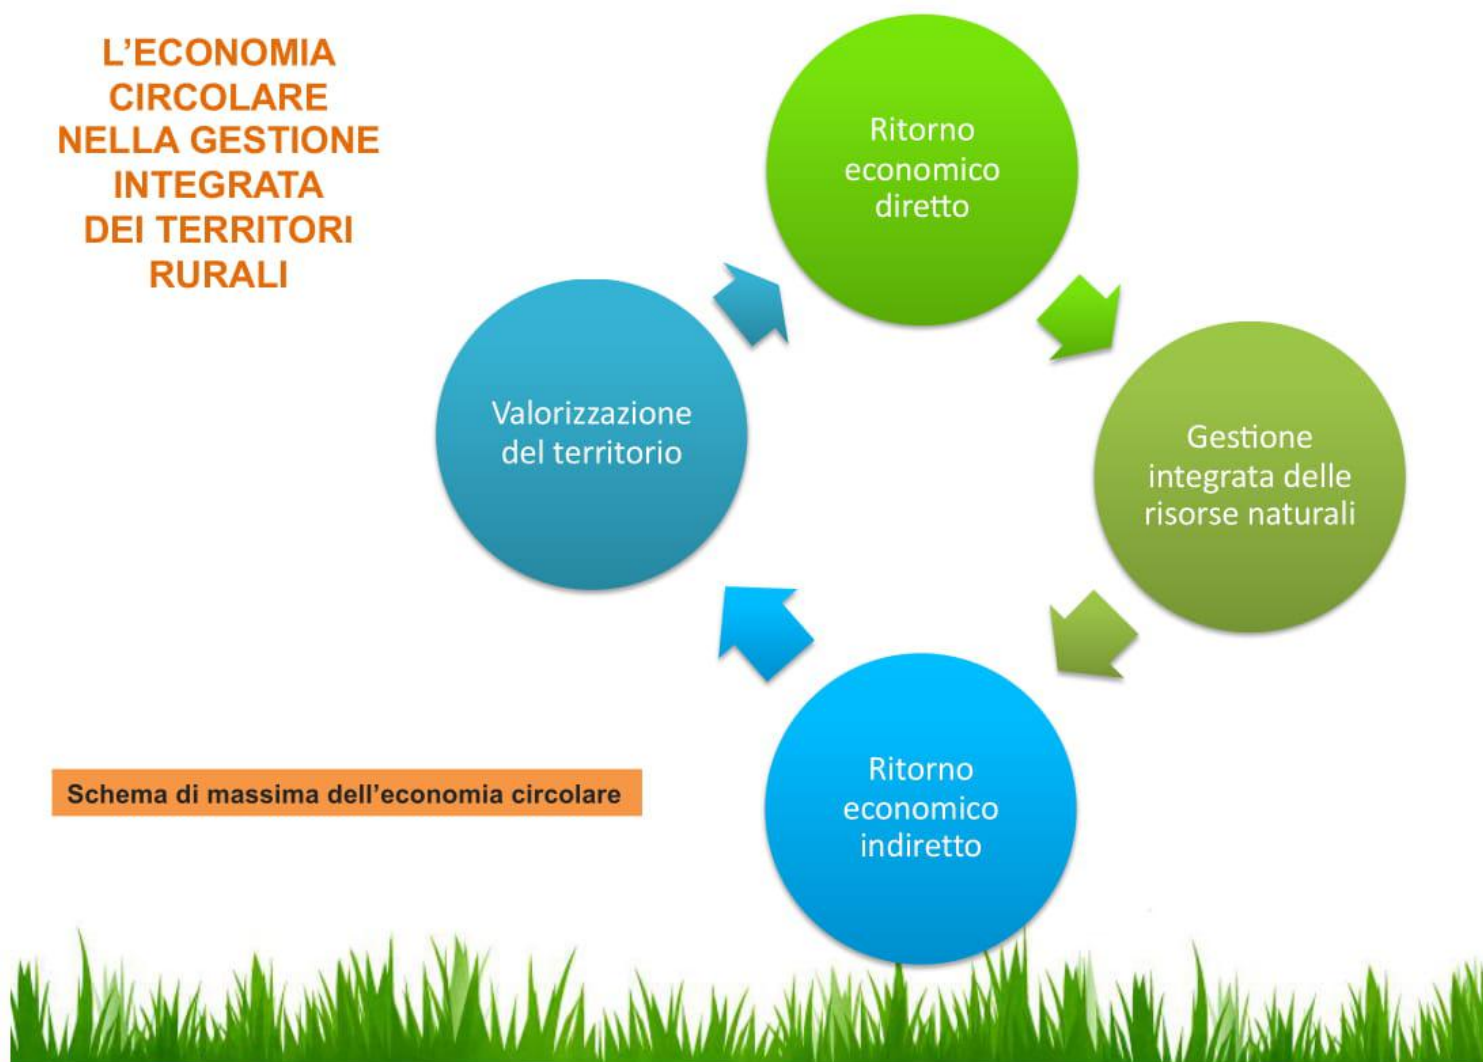 L’ECONOMIA
CIRCOLARE
NELLA GESTIONE
INTEGRATA
DEI TERRITORI
RURALI
Ritorno
economico
diretto
Valorizzazione
del territorio
Gestione
integrata delle
risorse naturali
Ritorno
economico
indiretto
Schema di massima dell’economia circolare